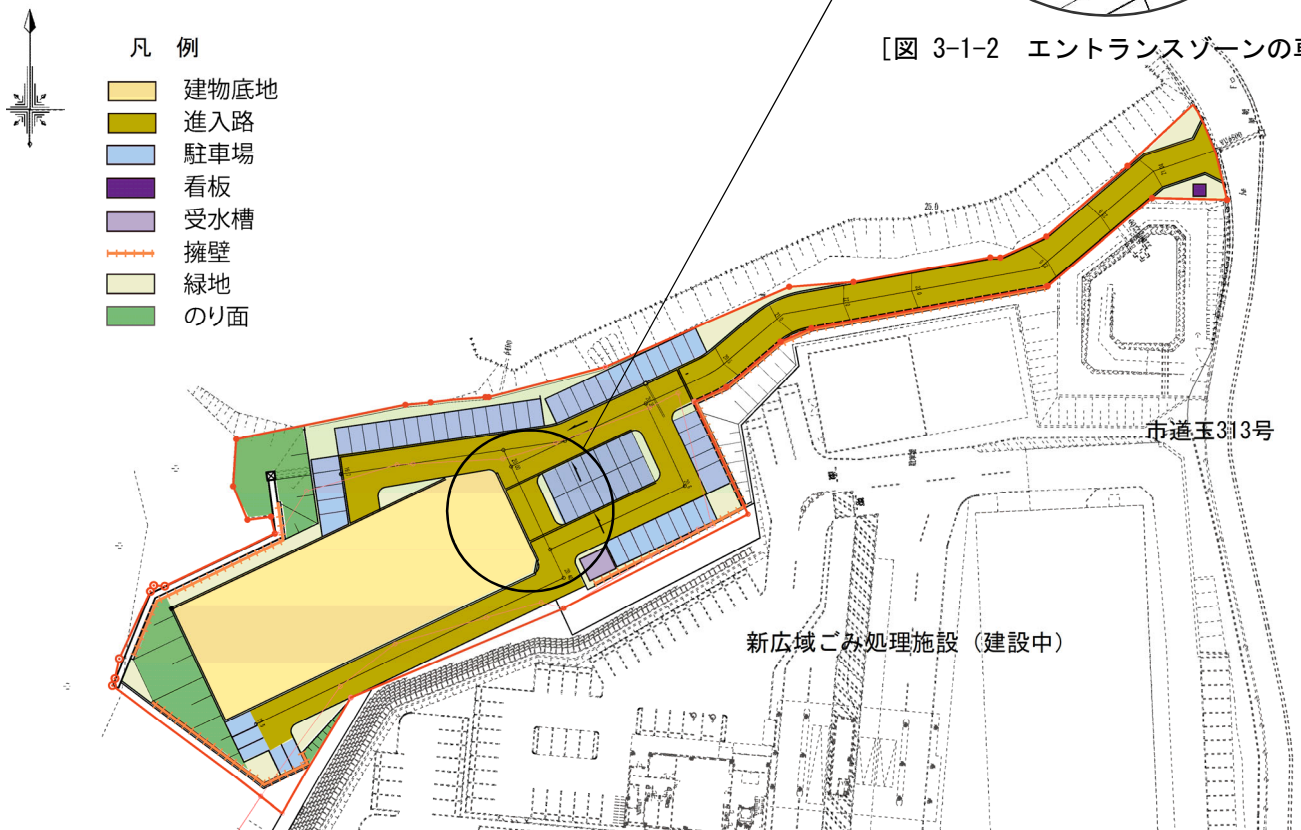 [図 3-1-2 エントランスゾーンの
凡 例
建物底地
進入路
駐車場
看板
受水槽
擁壁
緑地
のり面
25.0
市道玉313号
新広域ごみ処理施設（建設中）